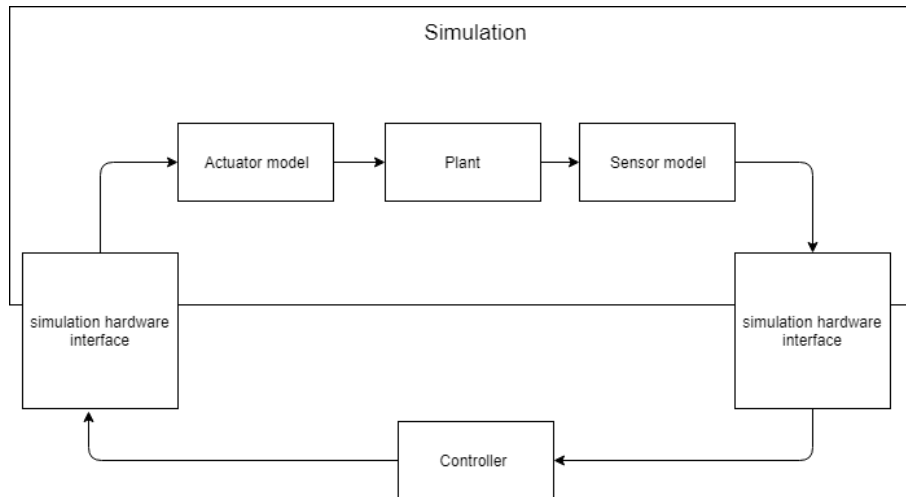 Simulation
Actuator model
Plant
Sensor model
simulation hardware
interface
simulation hardware
interface
Controller